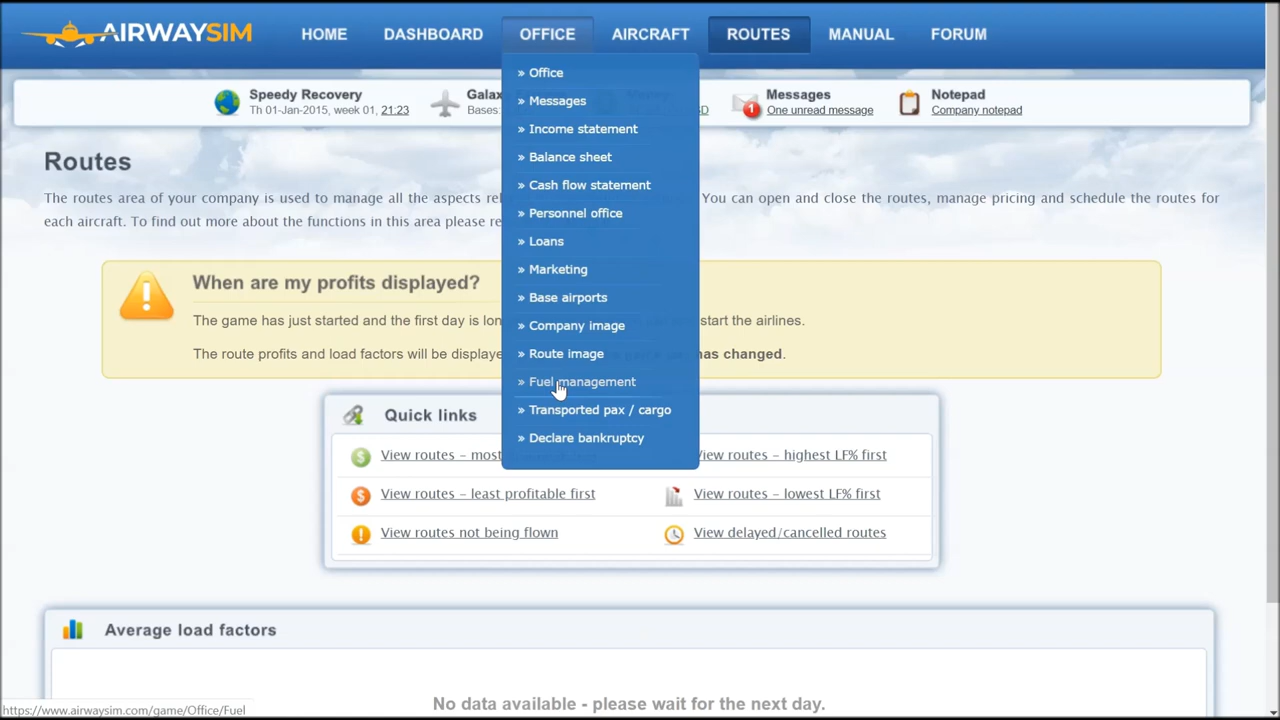 AIRWAYSIM
HOME
DASHBOARD
OFFICE
AIRCRAFT
ROUTES
MANUAL
FORUM
Speedy Recovery
Th 01-Jan-2015, week 01, 21:23
Bases:
Messages
One unread message
Notepad
Company notepad
» Office
» Messages
» Income statement
» Balance sheet
» Cash flow statement
» Personnel office
» Loans
» Marketing
» Base airports
» Company image
» Route image
» Fuel management
» Transported pax / cargo
» Declare bankruptcy
Routes
The routes area of your company is used to manage all the aspects You can open and close the routes, manage pricing and schedule the routes for
each aircraft. To find out more about the functions in this area please
When are my profits displayed?
The game has just started and the first day is start the airlines.
The route profits and load factors will be has changed.
Quick links
View routes – View routes – highest LF% first
View routes – least profitable first View routes – lowest LF% first
View routes not being flown View delayed/cancelled routes
Average load factors
No data available - please wait for the next day.
https://www.airwaysim.com/game/Office/Fuel